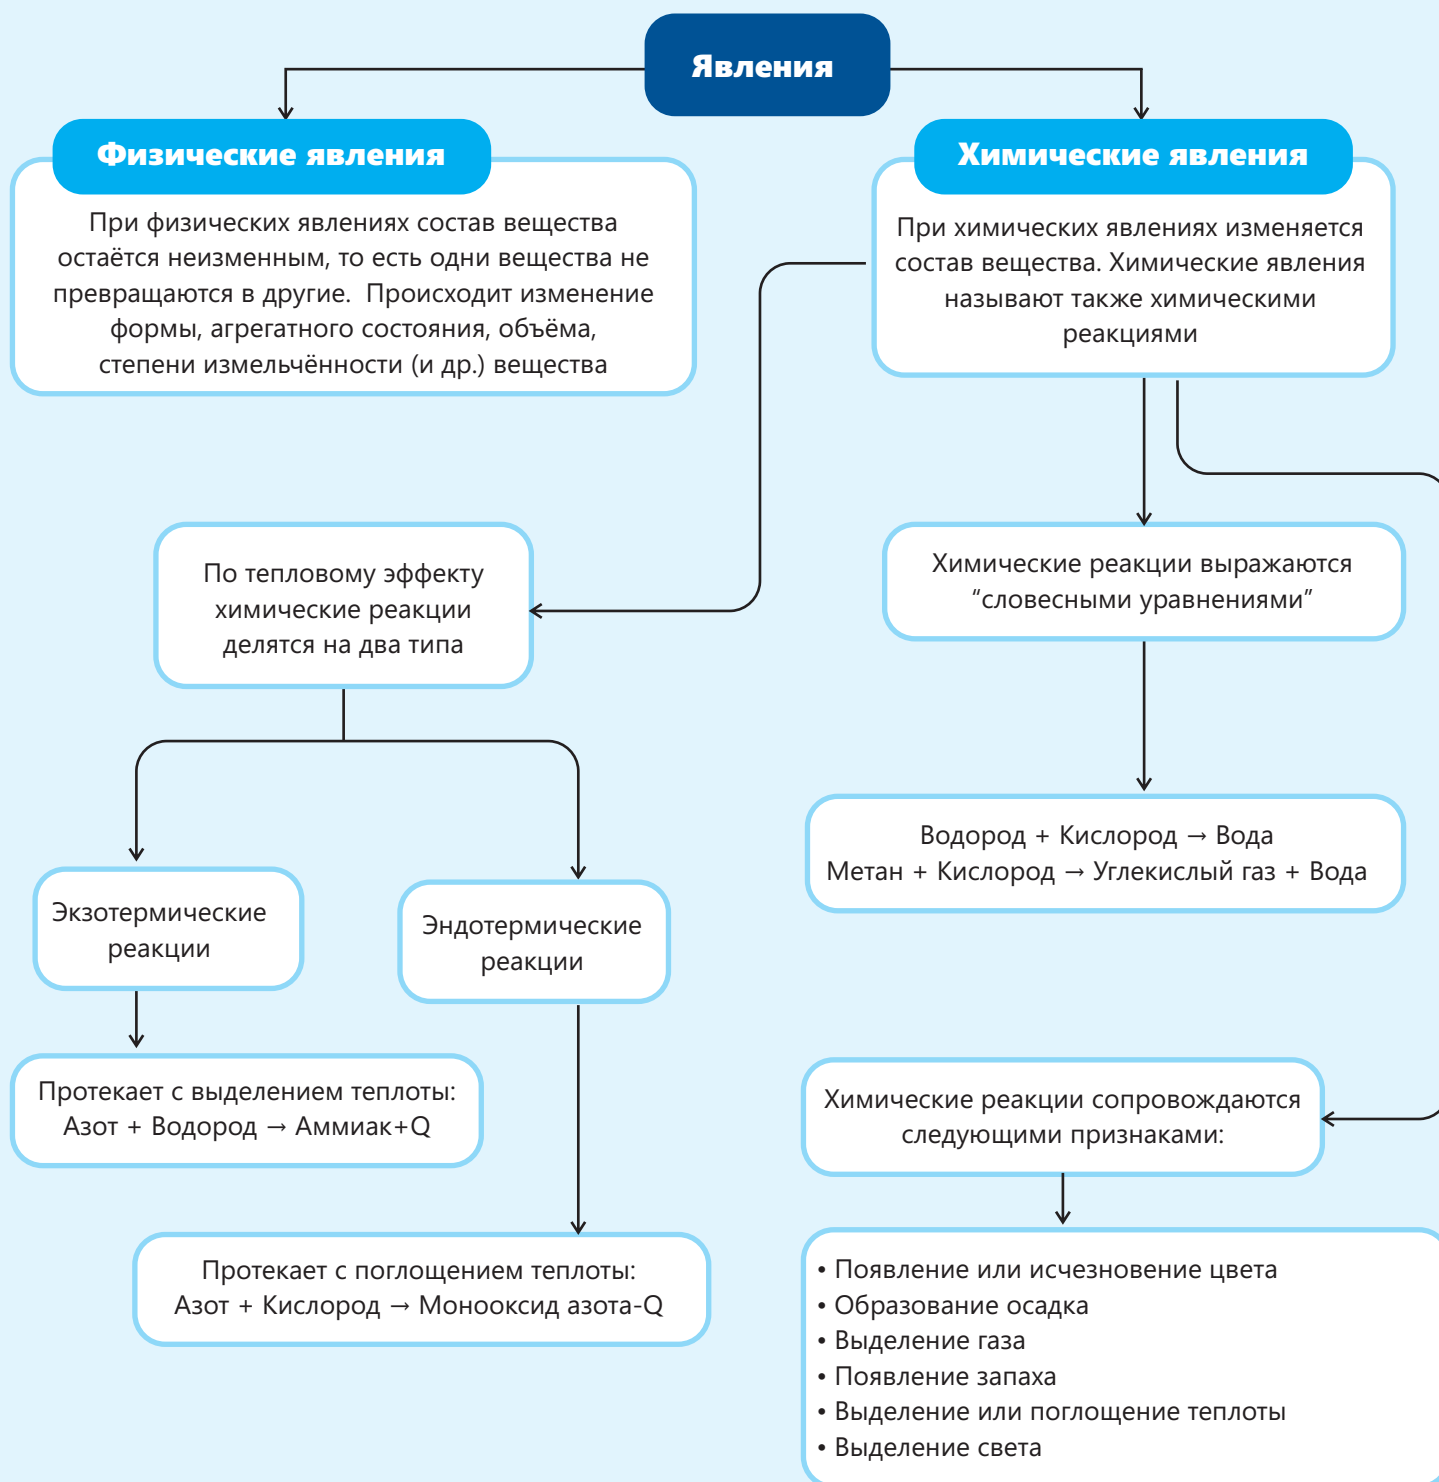 Явления
Физические явления
При физических явлениях состав вещества
остаётся неизменным, то есть одни вещества не
превращаются в другие. Происходит изменение
формы, агрегатного состояния, объёма,
степени измельчённости (и др.) вещества
Химические явления
При химических явлениях изменяется
состав вещества. Химические явления
называют также химическими
реакциями
По тепловому эффекту
химические реакции
делятся на два типа
Химические реакции выражаются
“словесными уравнениями”
Водород + Кислород → Вода
Метан + Кислород → Углекислый газ + Вода
Экзотермические
реакции
Эндотермические
реакции
Протекает с выделением теплоты:
Азот + Водород → Аммиак+Q
Протекает с поглощением теплоты:
Азот + Кислород → Монооксид азота-Q
Химические реакции сопровождаются
следующими признаками:
• Появление или исчезновение цвета
• Образование осадка
• Выделение газа
• Появление запаха
• Выделение или поглощение теплоты
• Выделение света